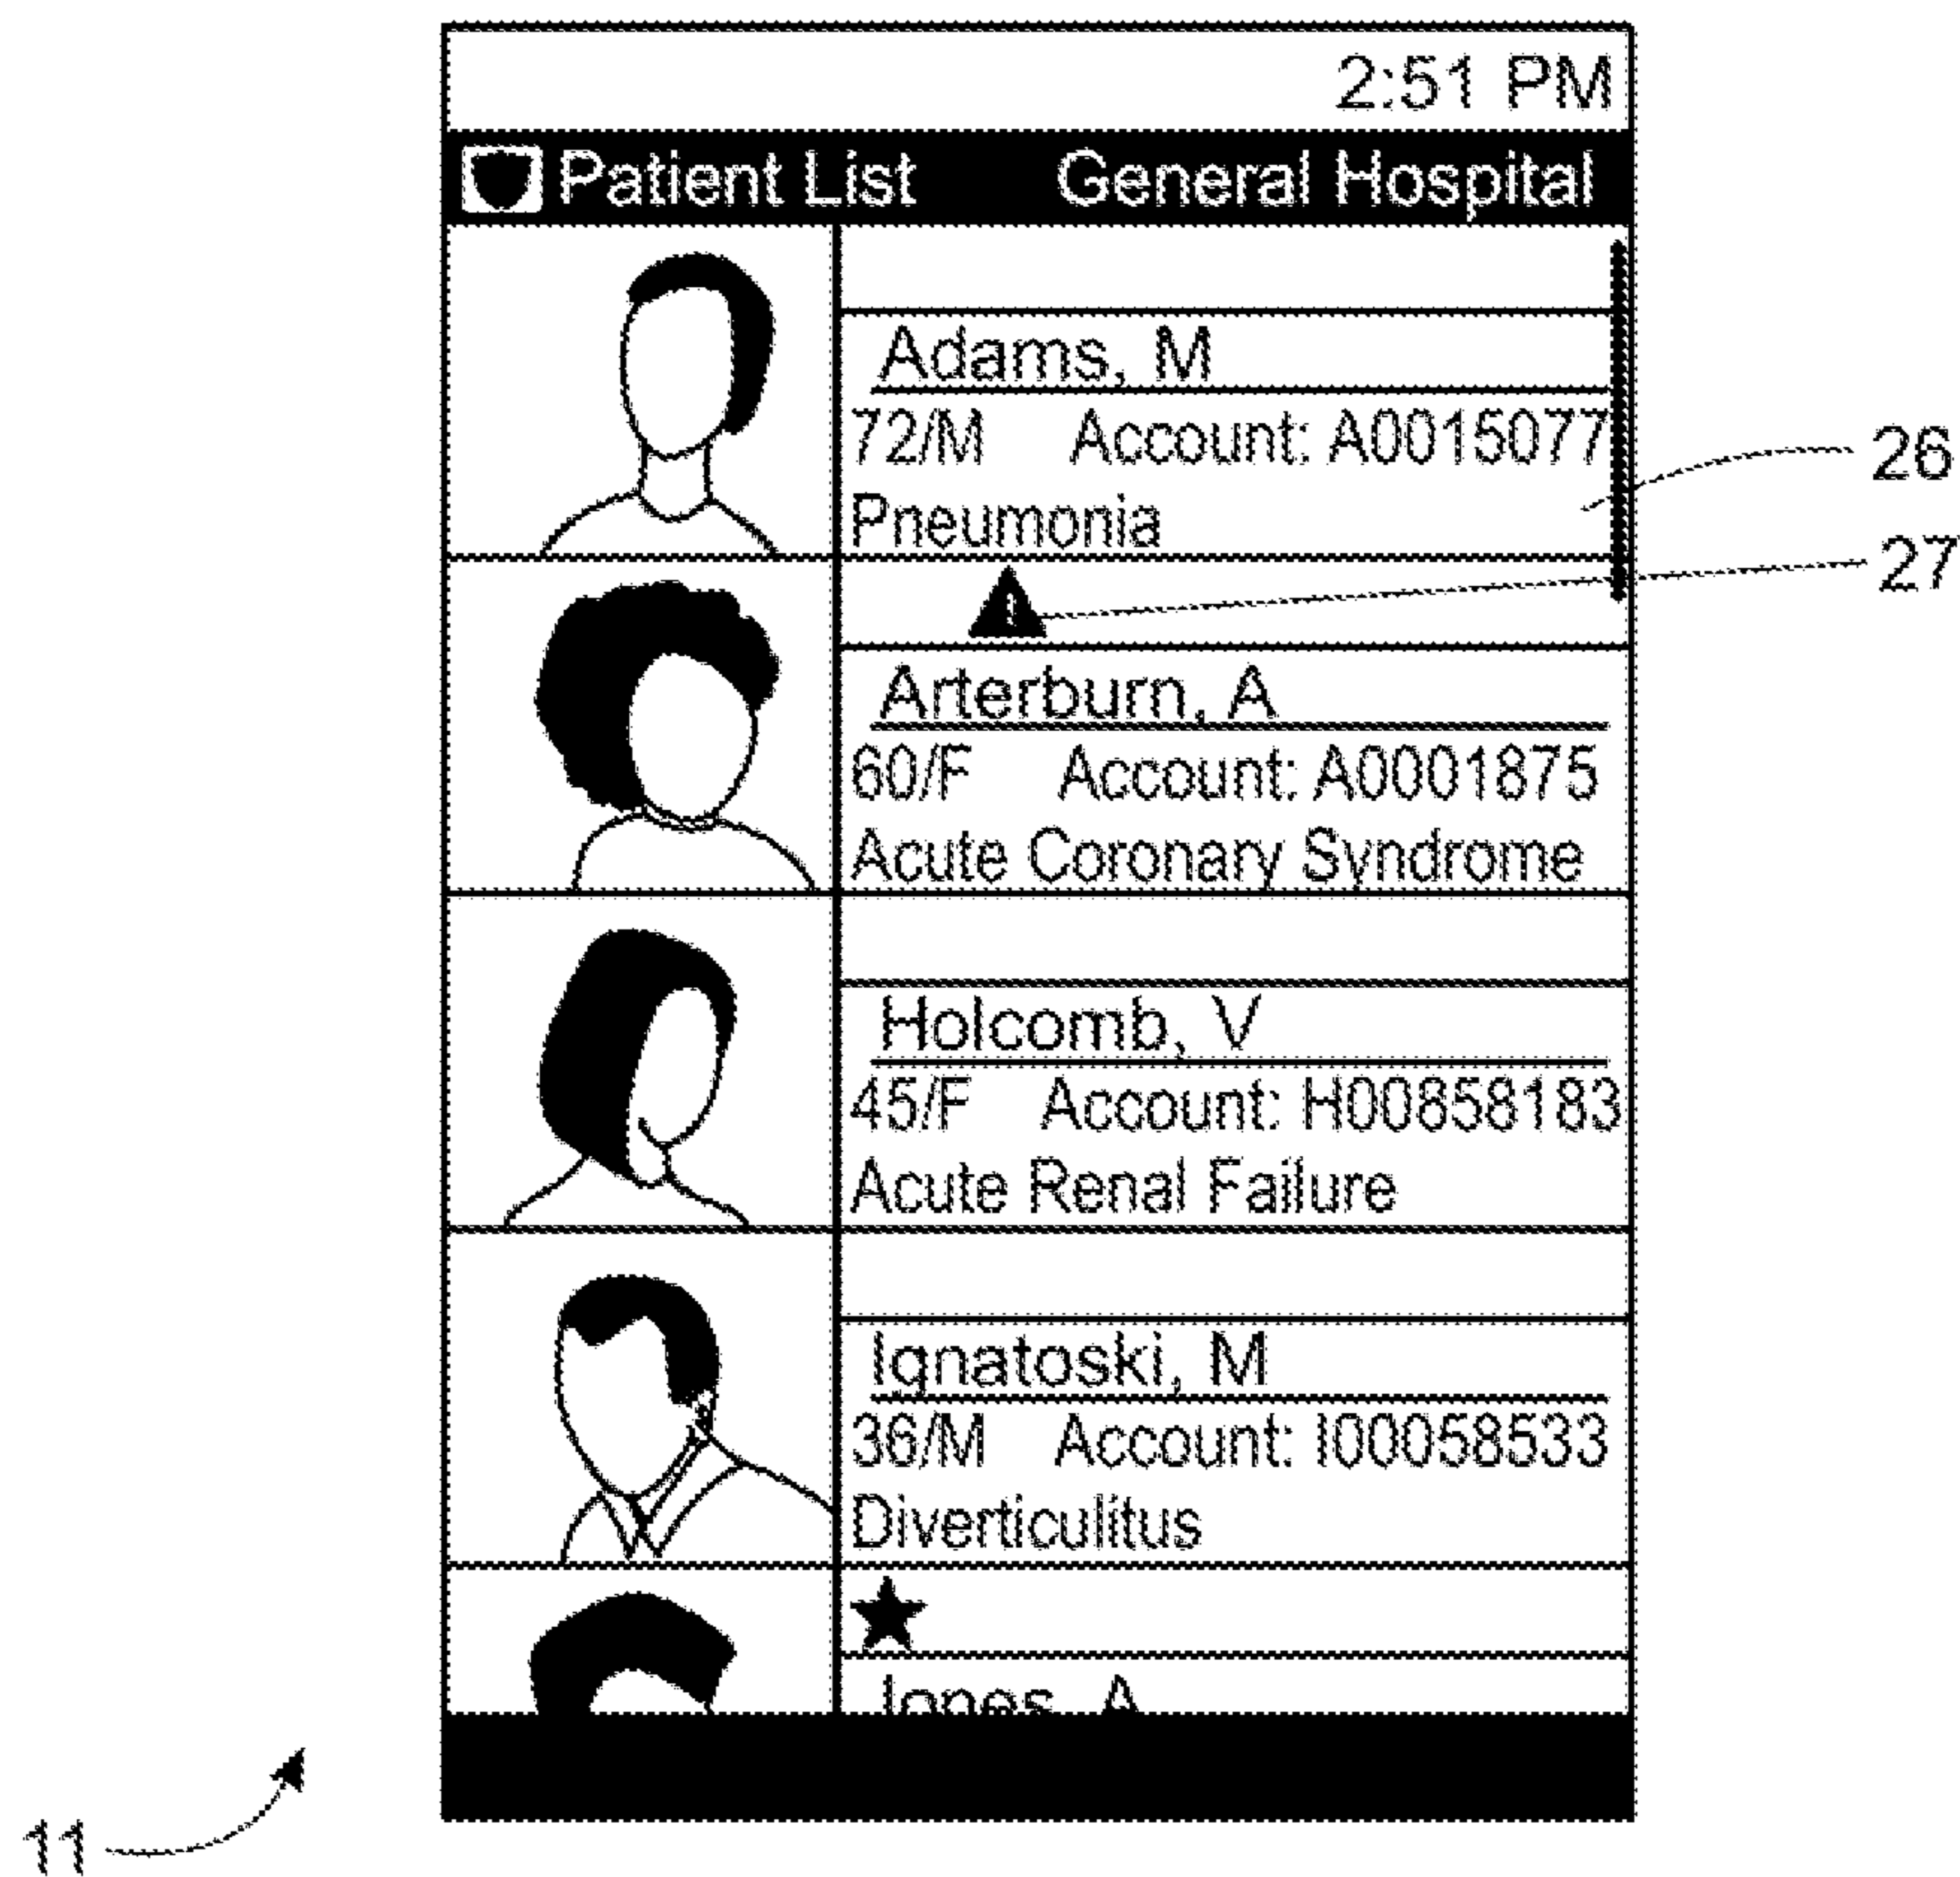 2:51 PM
Patient List General Hospital
Adams, M
72/M Account: A0015077
Pneumonia
26
27
Arterburn, A
60/F Account: A0001875
Acute Coronary Syndrome
Holcomb, V
45/F Account: H00858183
Acute Renal Failure
Ignatoski, M
36/M Account: I00058533
Diverticulitus
Jones, A
11